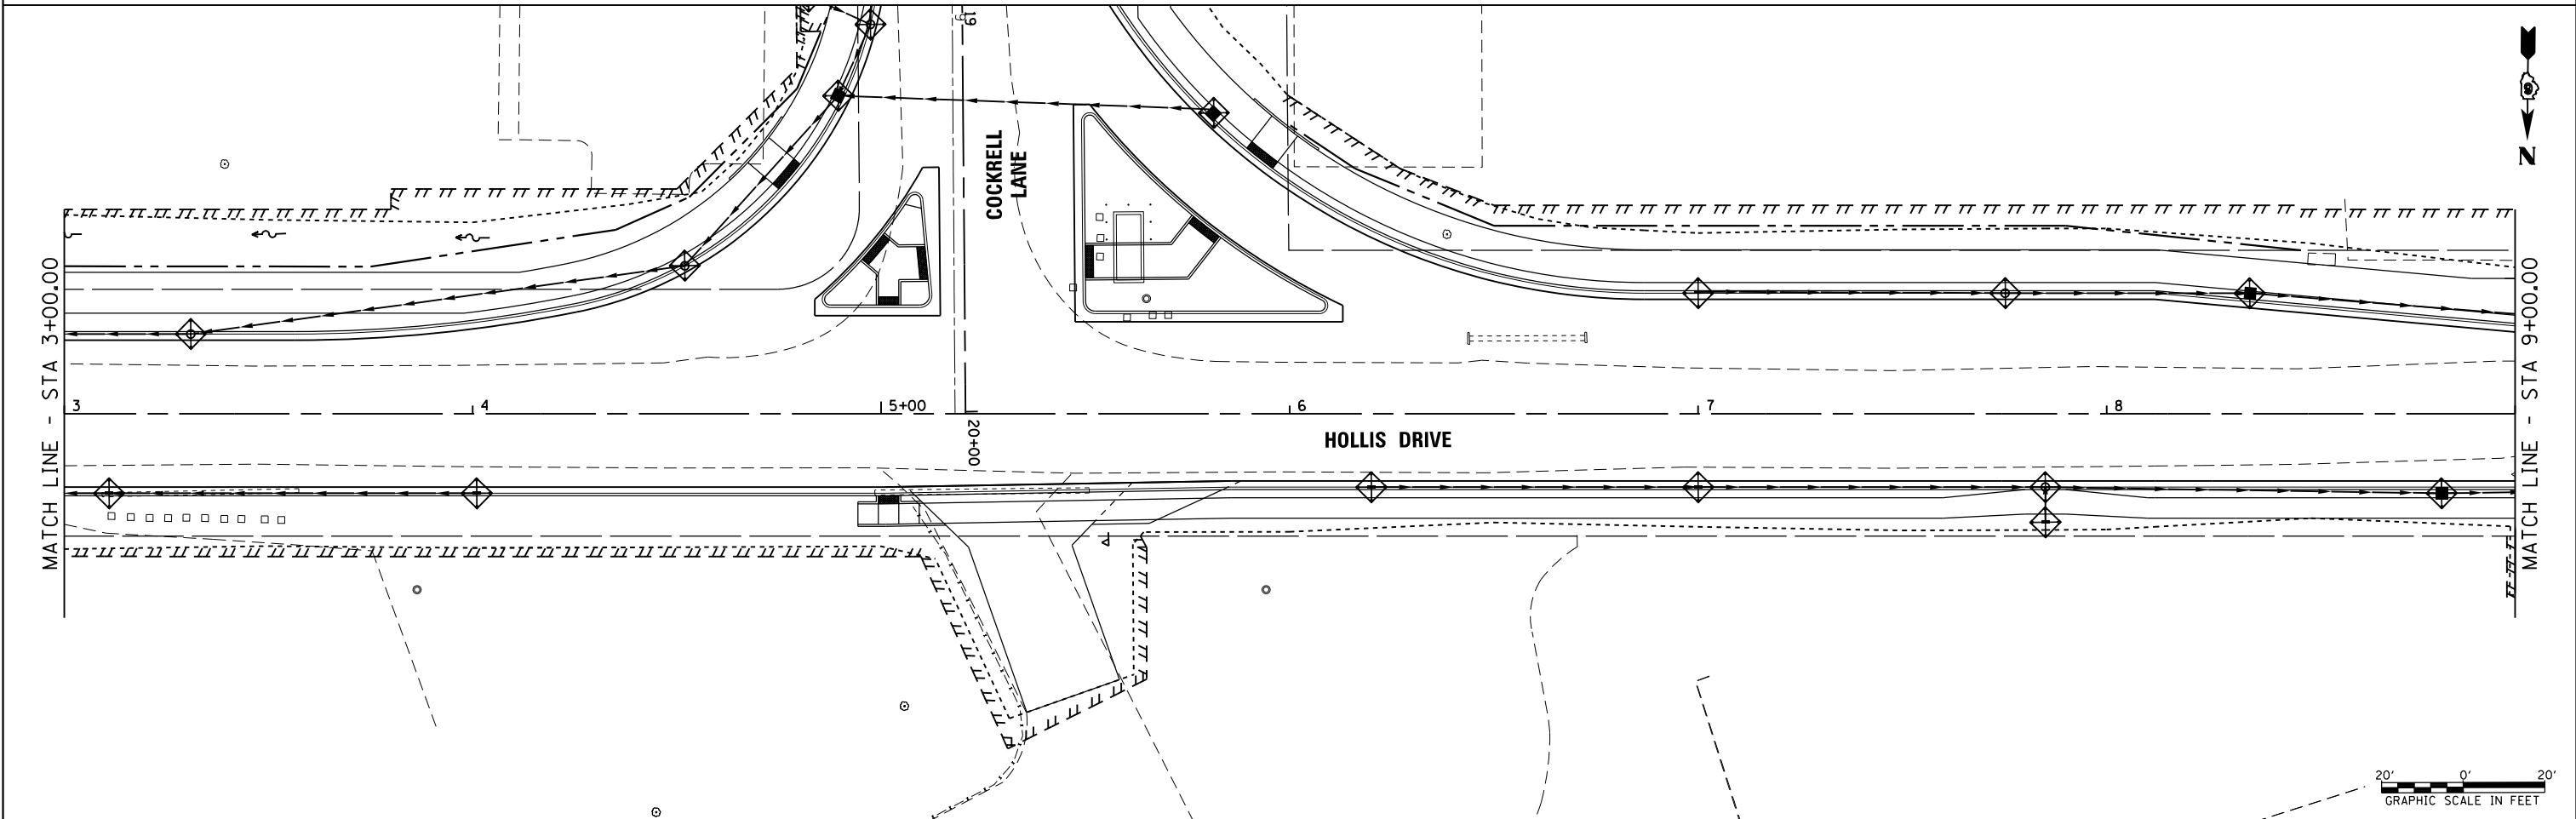 19
COCKRELL
LANE
N
MATCH LINE - STA 3+00.00
MATCH LINE - STA 9+00.00
3
4
5+00
6
7
8
20+00
HOLLIS DRIVE
20' 0' 20'
GRAPHIC SCALE IN FEET